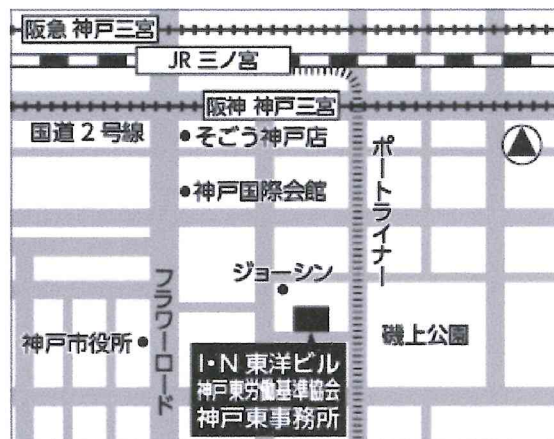 阪急 神戸三宮
JR 三ノ宮
阪神 神戸三宮
国道2号線
そごう神戸店
神戸国際会館
ポートライナー
ジョーシン
フラワーロード
神戸市役所
磯上公園
I・N 東洋ビル
神戸東労働基準協会
神戸東事務所